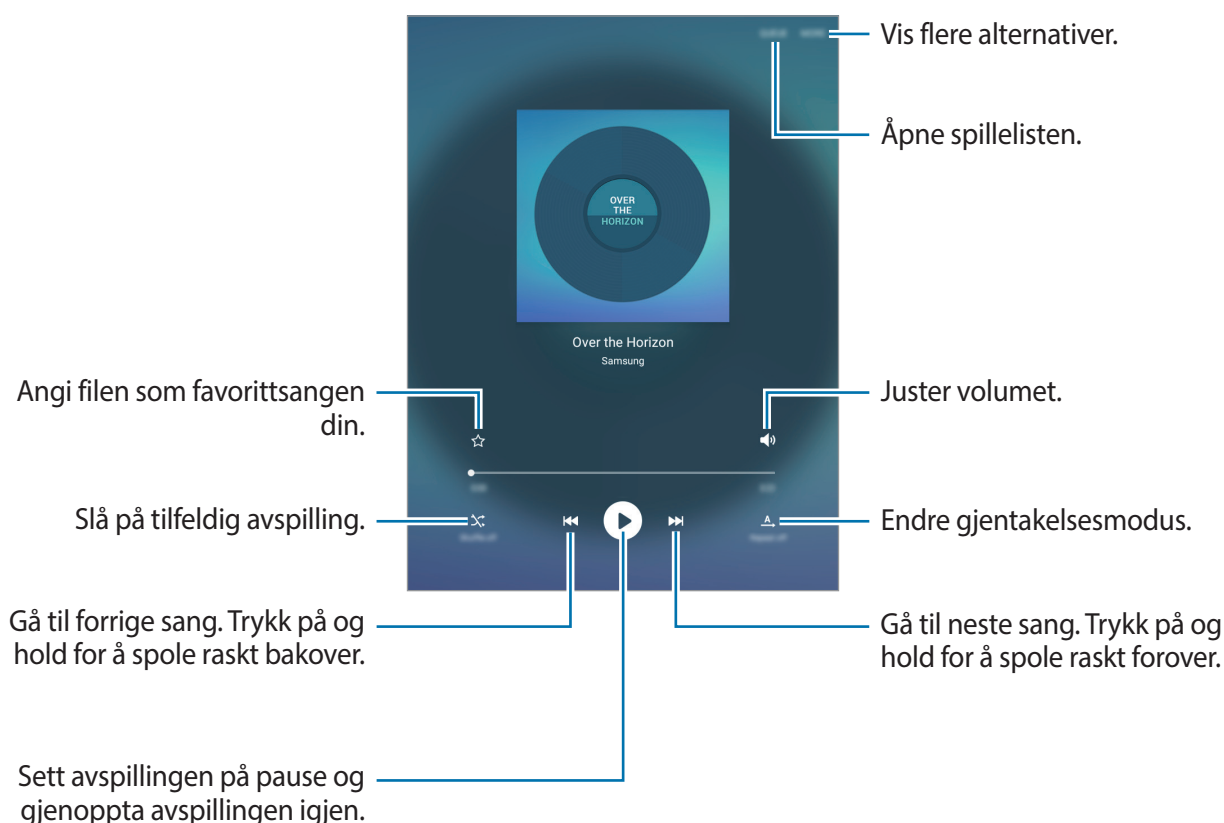 Vis flere alternativer.
Åpne spillelisten.
OVER
THE
HORIZON
Over the Horizon
Samsung
Angi filen som favorittsangen
din.
Juster volumet.
Slå på tilfeldig avspilling.
A
Endre gjentakelsesmodus.
Gå til forrige sang. Trykk på og
hold for å spole raskt bakover.
Gå til neste sang. Trykk på og
hold for å spole raskt forover.
Sett avspillingen på pause og
gjenoppta avspillingen igjen.